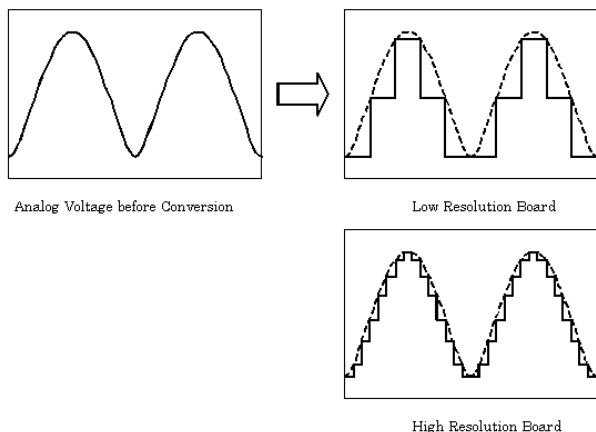 Analog Voltage before Conversion
Low Resolution Board
High Resolution Board